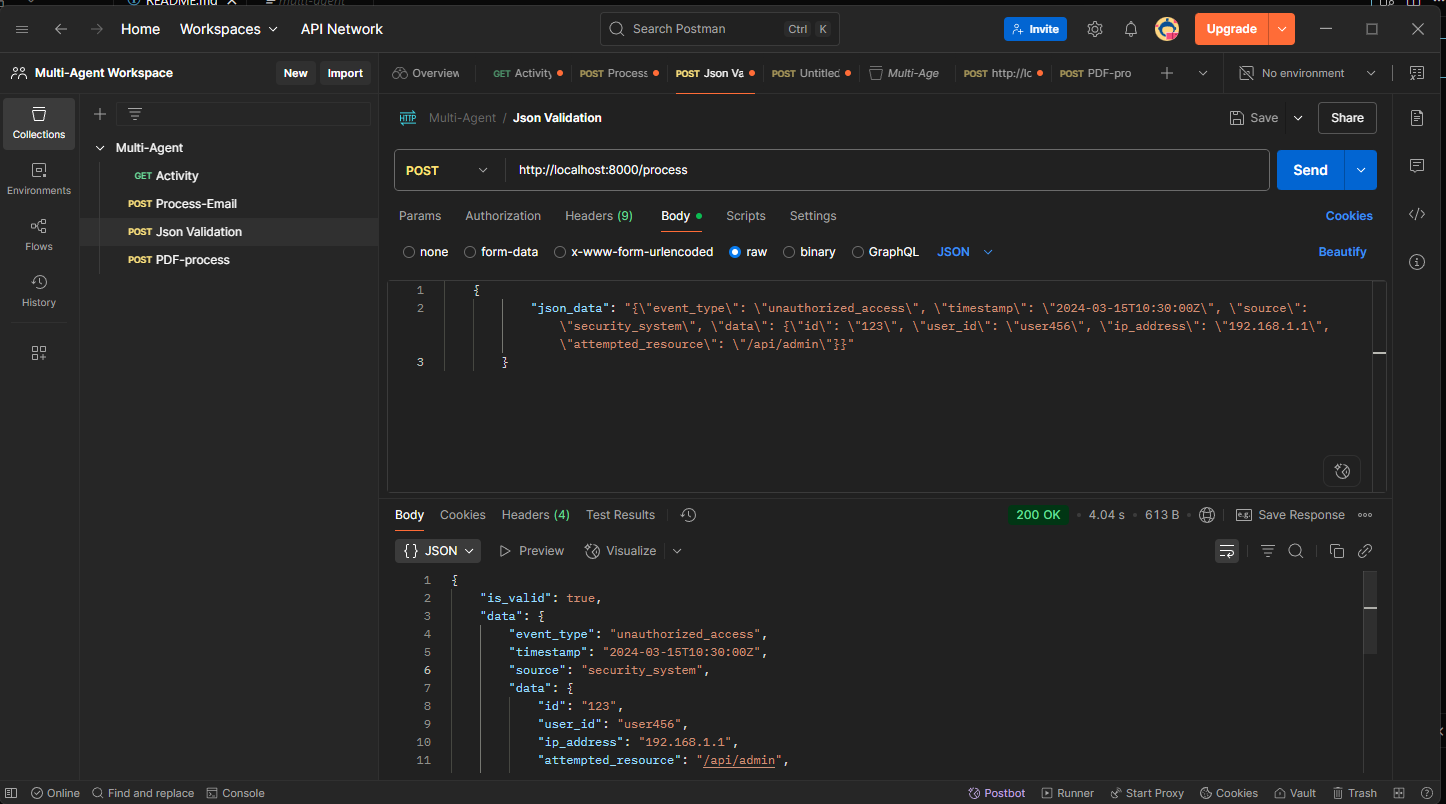 README.md
multi-agent
Home Workspaces API Network Search Postman Ctrl K Invite Upgrade
Multi-Agent Workspace New Import Overview GET Activity POST Process POST Json Va POST Untitled Multi-Age POST http://lc POST PDF-pro No environment
Collections
Environments
Flows
History
Multi-Agent
GET Activity
POST Process-Email
POST Json Validation
POST PDF-process
HTTP Multi-Agent / Json Validation Save Share
POST http://localhost:8000/process Send
Params Authorization Headers (9) Body Scripts Settings Cookies
none form-data x-www-form-urlencoded raw binary GraphQL JSON Beautify
1 {
2 "json_data": "{\"event_type\": \"unauthorized_access\", \"timestamp\": \"2024-03-15T10:30:00Z\", \"source\":
\"security_system\", \"data\": {\"id\": \"123\", \"user_id\": \"user456\", \"ip_address\": \"192.168.1.1\",
\"attempted_resource\": \"/api/admin\"}}"
3 }
Body Cookies Headers (4) Test Results 200 OK 4.04 s 613 B e.g. Save Response
{} JSON Preview Visualize
1 {
2 "is_valid": true,
3 "data": {
4 "event_type": "unauthorized_access",
5 "timestamp": "2024-03-15T10:30:00Z",
6 "source": "security_system",
7 "data": {
8 "id": "123",
9 "user_id": "user456",
10 "ip_address": "192.168.1.1",
11 "attempted_resource": "/api/admin",
Online Find and replace Console Postbot Runner Start Proxy Cookies Vault Trash